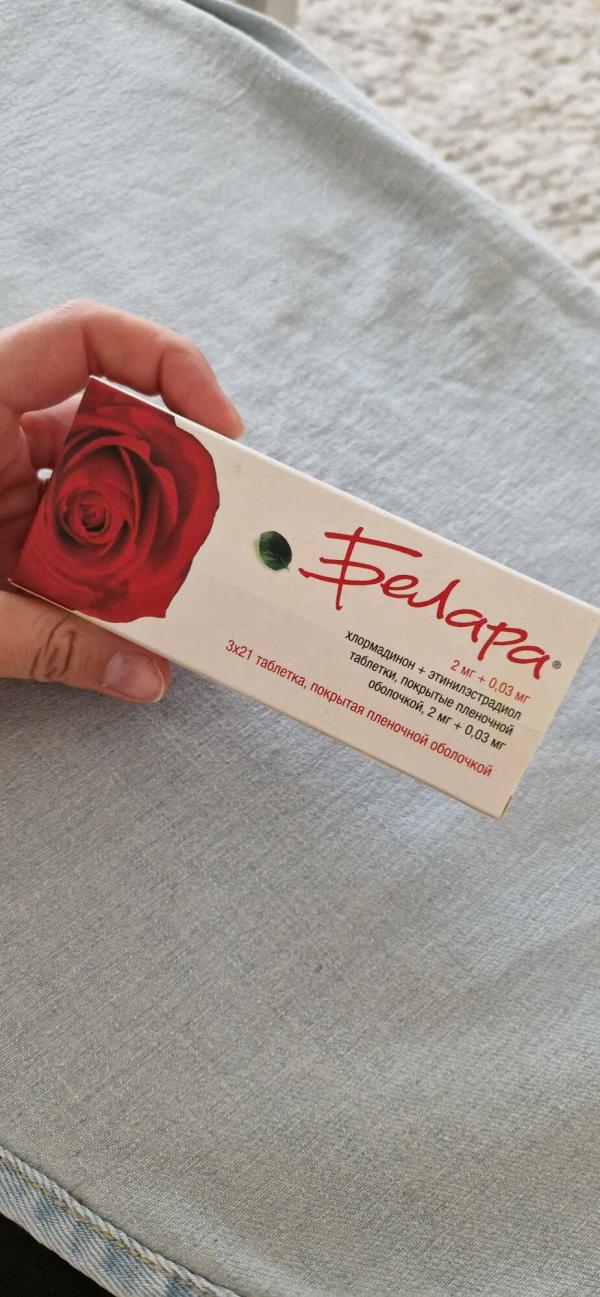 Белара®
2 мг + 0,03 мг
хлормадинон + этинилэстрадиол
таблетки, покрытые пленочной
оболочкой, 2 мг + 0,03 мг
3х21 таблетка, покрытая пленочной оболочкой